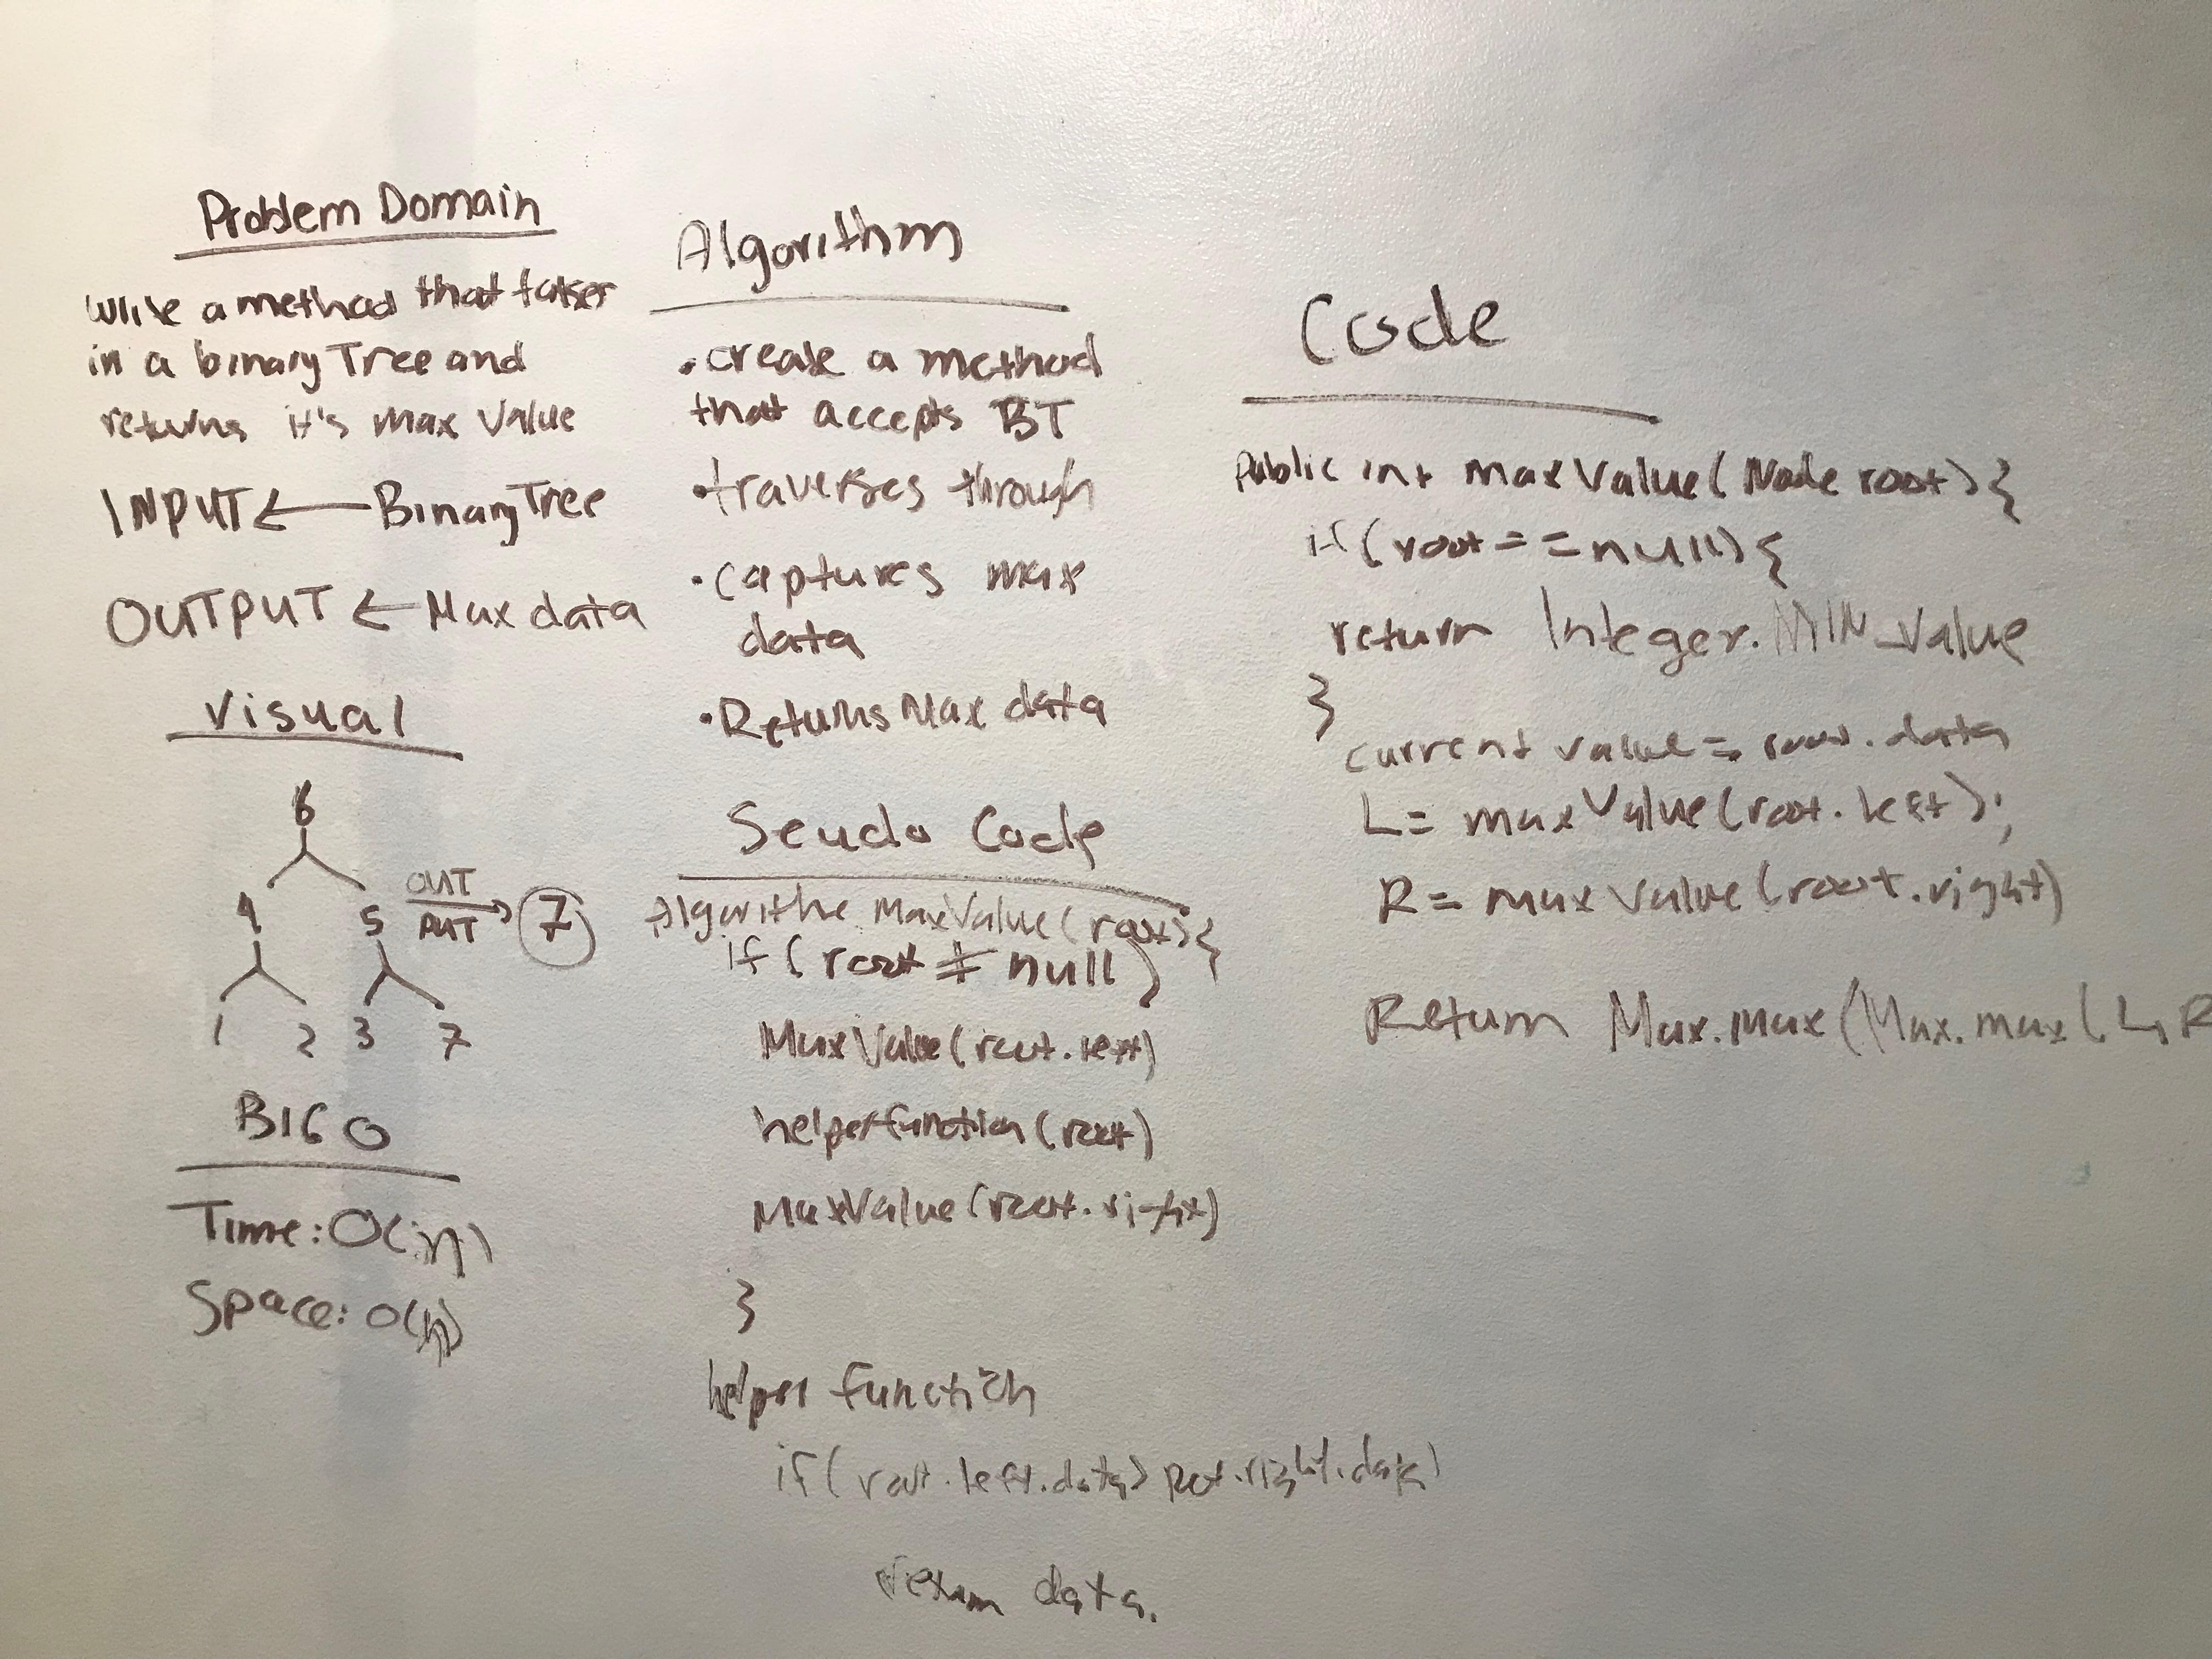 Problem Domain
Write a method that takes
in a binary Tree and
returns it's max value
INPUT ← Binary Tree
OUTPUT ← Max data
Visual
6
4 5 OUT PUT → 7
1 2 3 7
BIG O
Time: O(n)
Space: O(h)
Algorithm
• create a method
that accepts BT
• traverses through
• captures max
data
• Returns Max data
Seudo Code
Algorithe MaxValue(root){
if (root ≠ null)
MaxValue(root.left)
helperfunction(root)
MaxValue(root.right)
}
helper function
if(root.left.data> root.right.data)
return data.
Code
Public int maxValue(Node root){
if(root==null){
return Integer.MIN_Value
}
current value = root.data
L= maxValue(root.left);
R= maxValue(root.right)
Return Max.max(Max.max(L,R